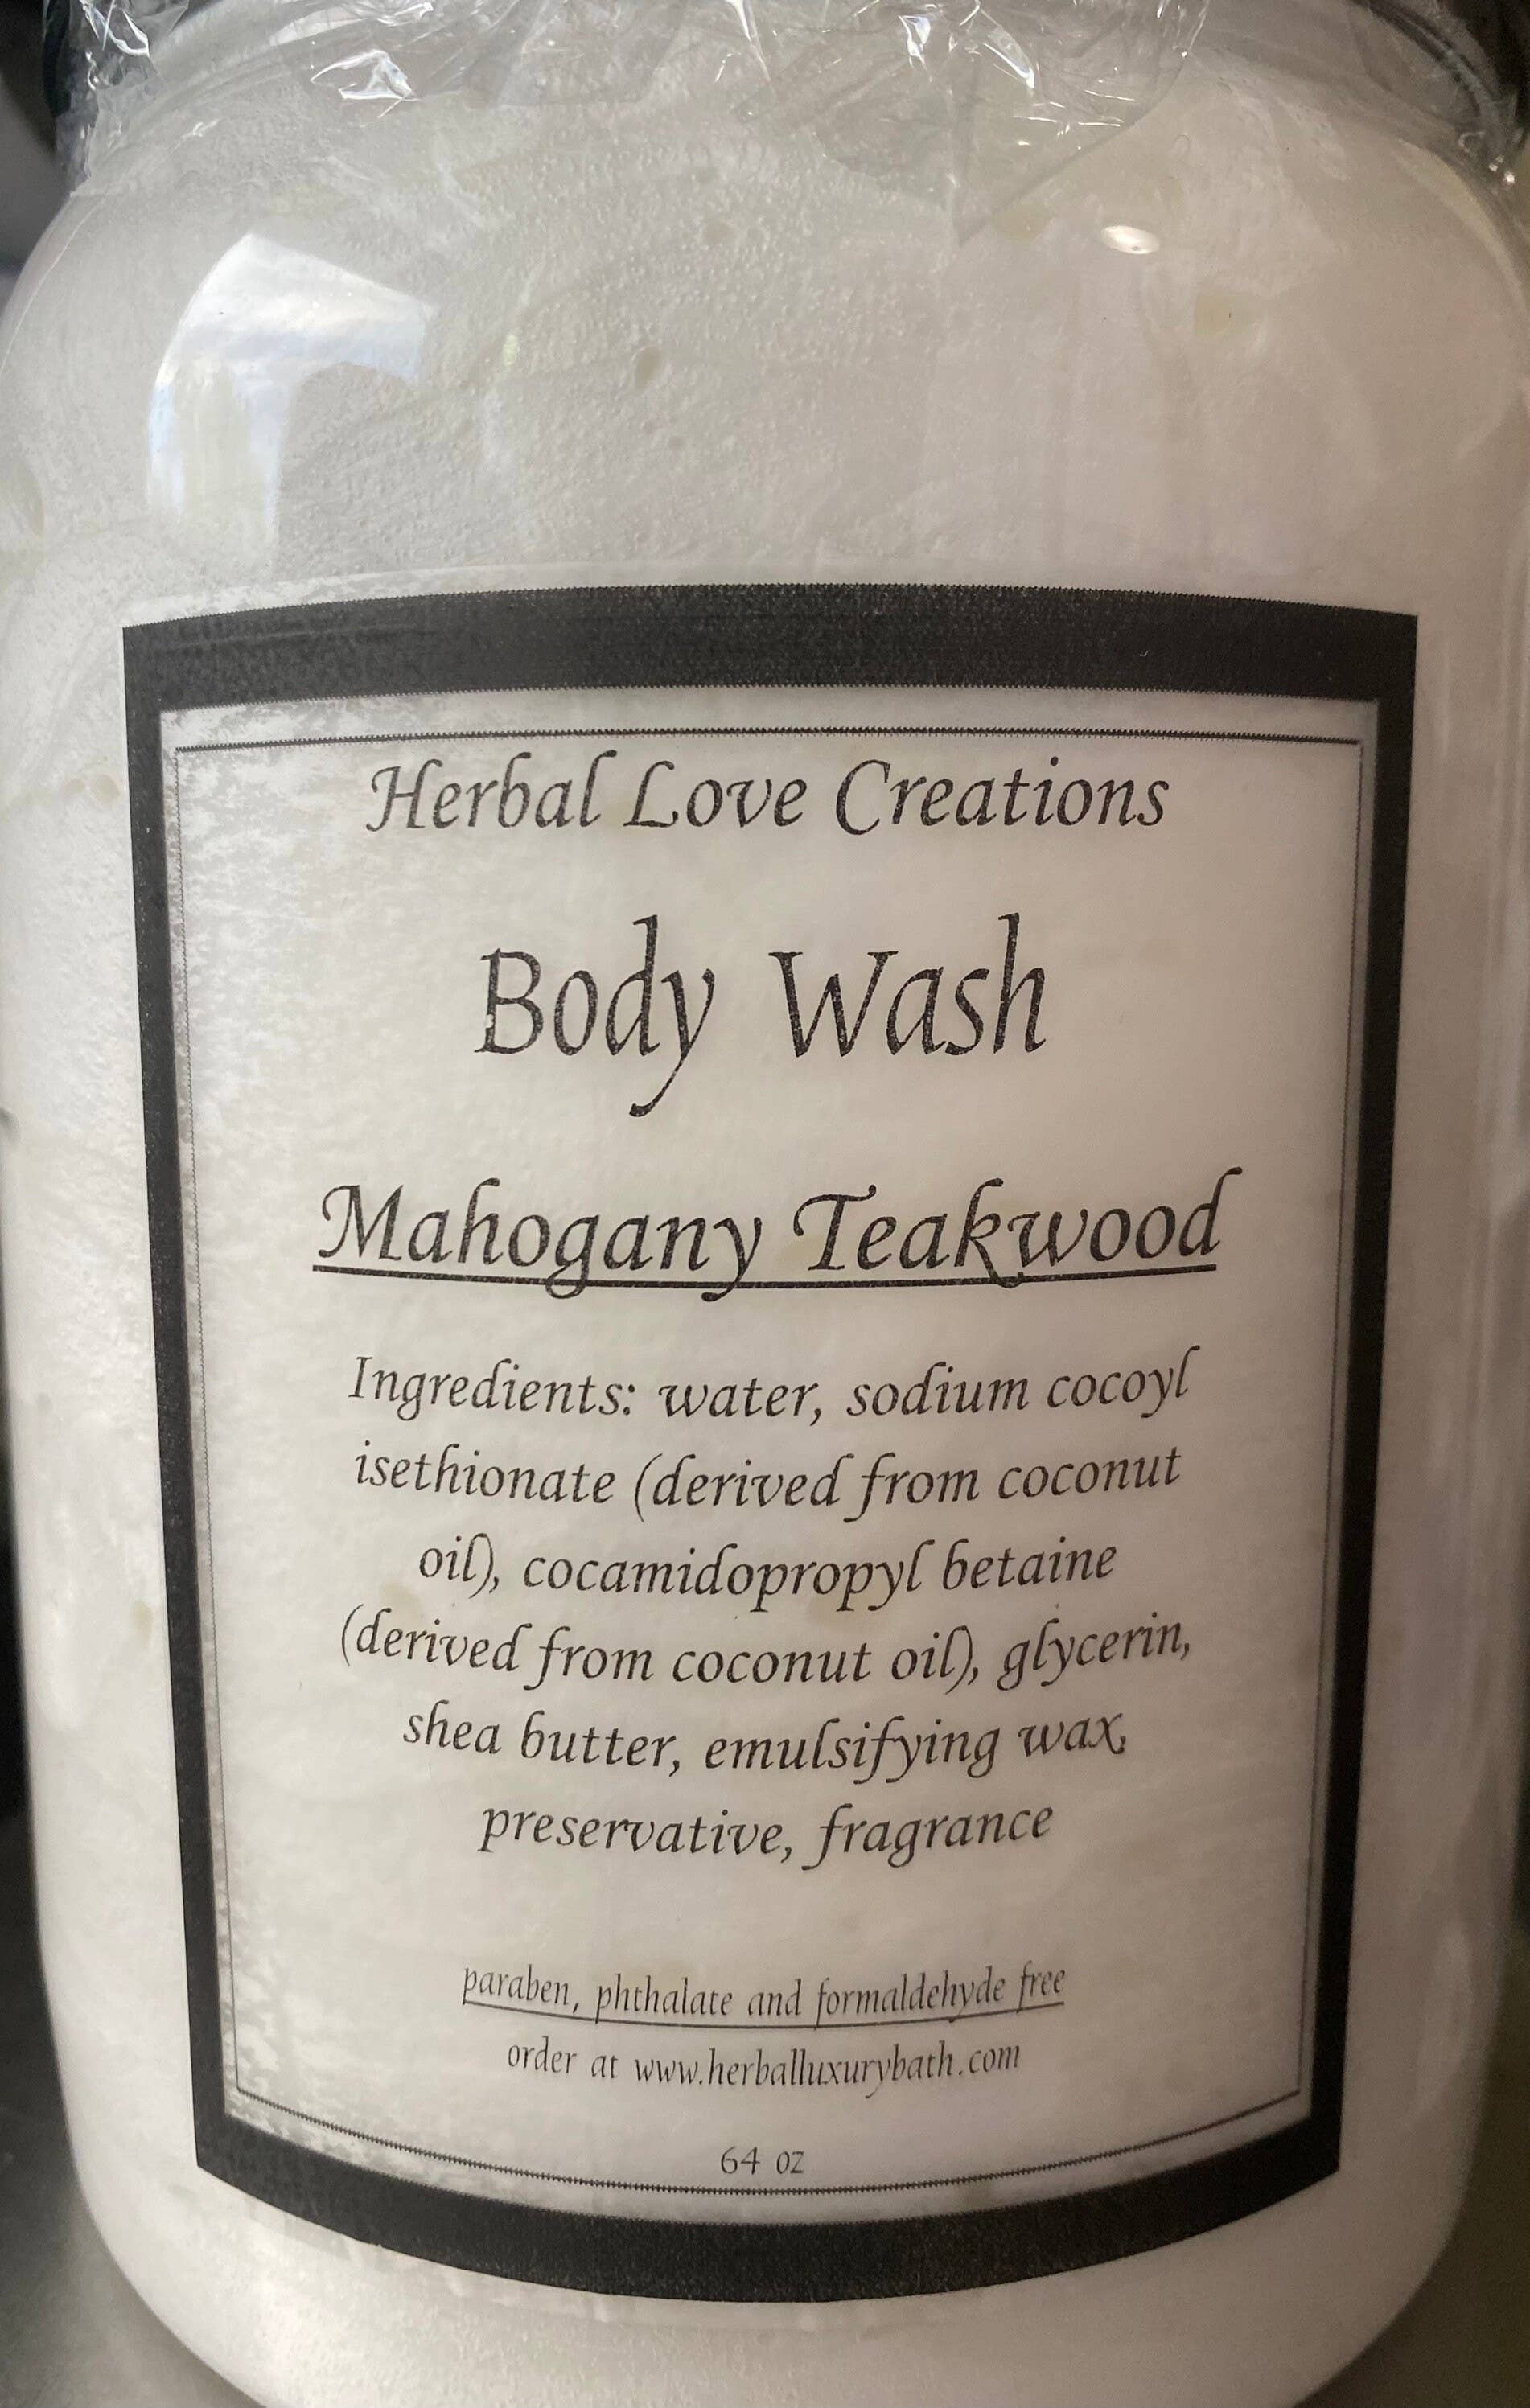 Herbal Love Creations
Body Wash
Mahogany Teakwood
Ingredients: water, sodium cocoyl
isethionate (derived from coconut
oil), cocamidopropyl betaine
(derived from coconut oil), glycerin,
shea butter, emulsifying wax,
preservative, fragrance
paraben, phthalate and formaldehyde free
order at www.herballuxurybath.com
64 oz